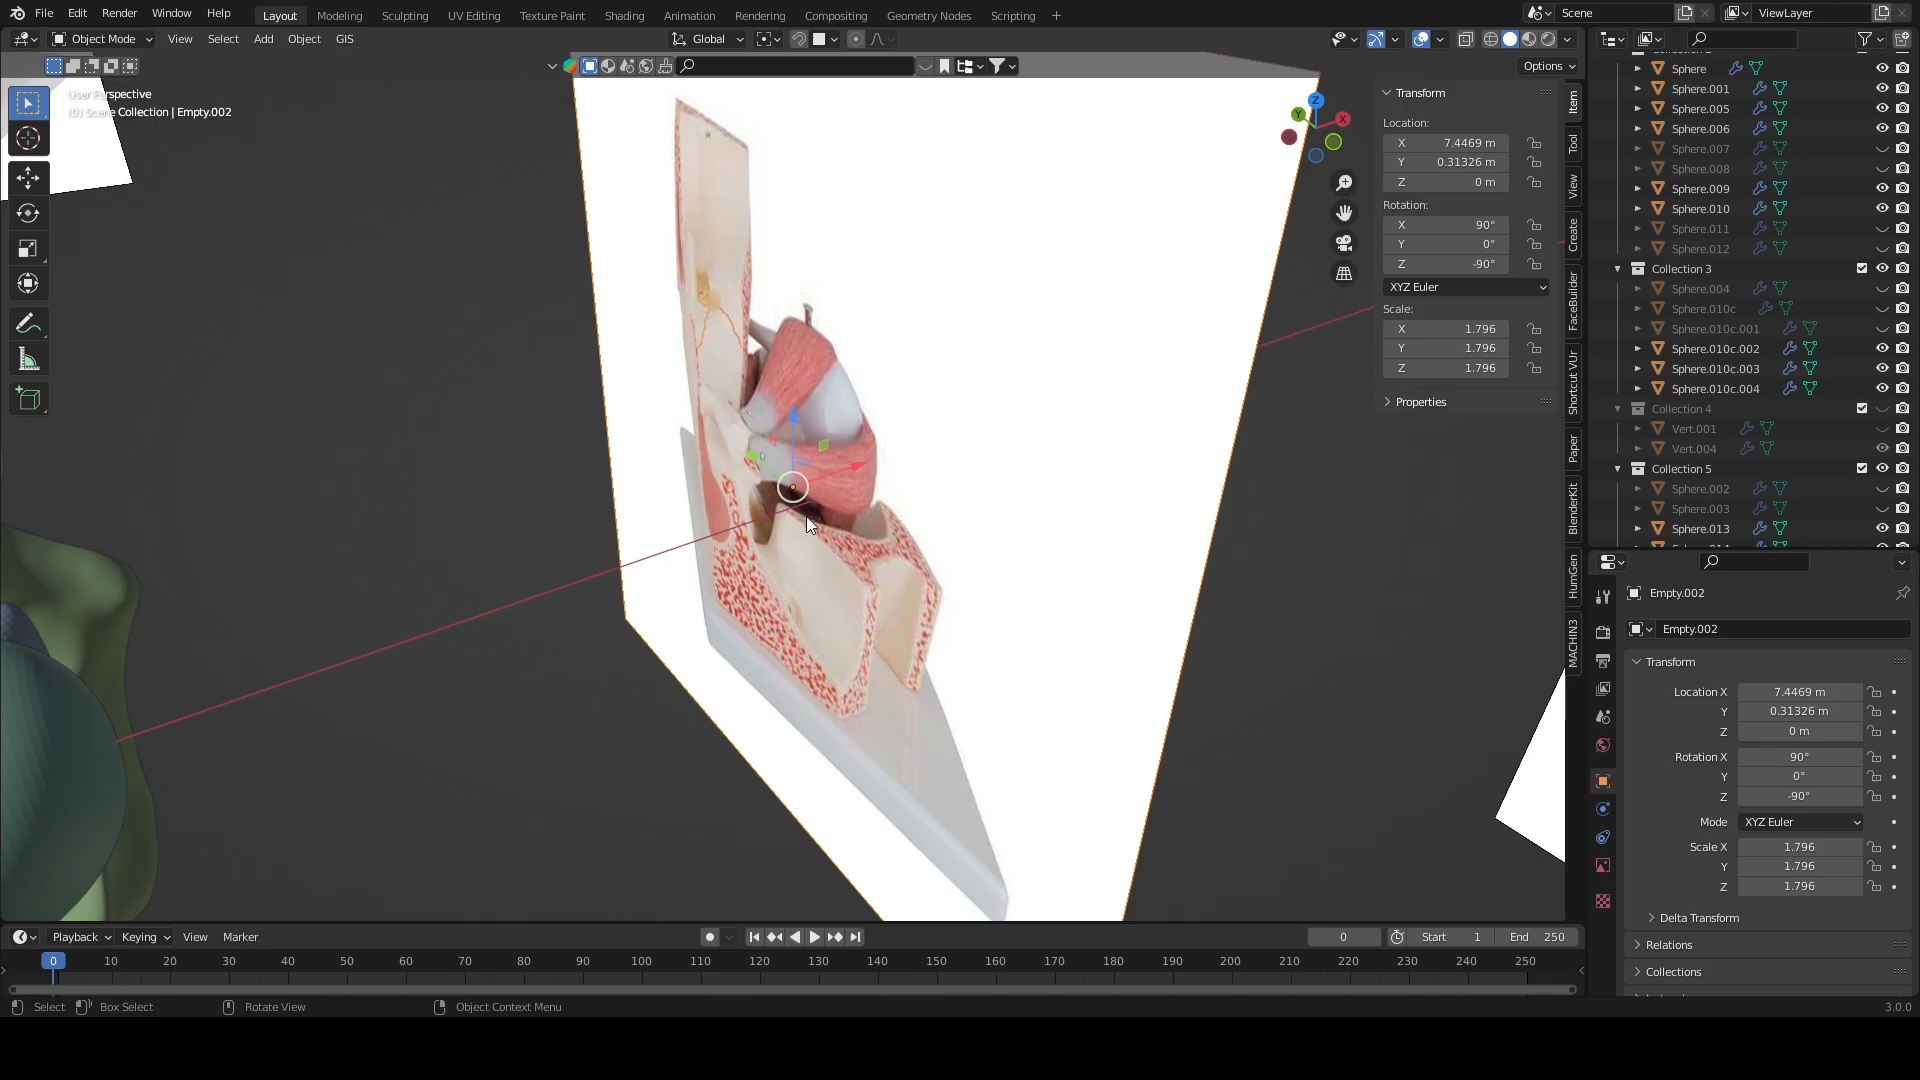 File Edit Render Window Help Layout Modeling Sculpting UV Editing Texture Paint Shading Animation Rendering Compositing Geometry Nodes Scripting + Scene ViewLayer
Object Mode View Select Add Object GIS Global
Options
User Perspective
(0) Scene Collection | Empty.002
Z
Y
X
Transform
Location:
X 7.4469 m
Y 0.31326 m
Z 0 m
Rotation:
X 90°
Y 0°
Z -90°
XYZ Euler
Scale:
X 1.796
Y 1.796
Z 1.796
Properties
Item
Tool
View
Create
FaceBuilder
Shortcut VUr
Paper
BlenderKit
HumGen
MACHIN3
Sphere
Sphere.001
Sphere.005
Sphere.006
Sphere.007
Sphere.008
Sphere.009
Sphere.010
Sphere.011
Sphere.012
Collection 3
Sphere.004
Sphere.010c
Sphere.010c.001
Sphere.010c.002
Sphere.010c.003
Sphere.010c.004
Collection 4
Vert.001
Vert.004
Collection 5
Sphere.002
Sphere.003
Sphere.013
Empty.002
Empty.002
Transform
Location X 7.4469 m
Y 0.31326 m
Z 0 m
Rotation X 90°
Y 0°
Z -90°
Mode XYZ Euler
Scale X 1.796
Y 1.796
Z 1.796
Delta Transform
Relations
Collections
Playback Keying View Marker 0 Start 1 End 250
0 10 20 30 40 50 60 70 80 90 100 110 120 130 140 150 160 170 180 190 200 210 220 230 240 250
Select Box Select Rotate View Object Context Menu 3.0.0